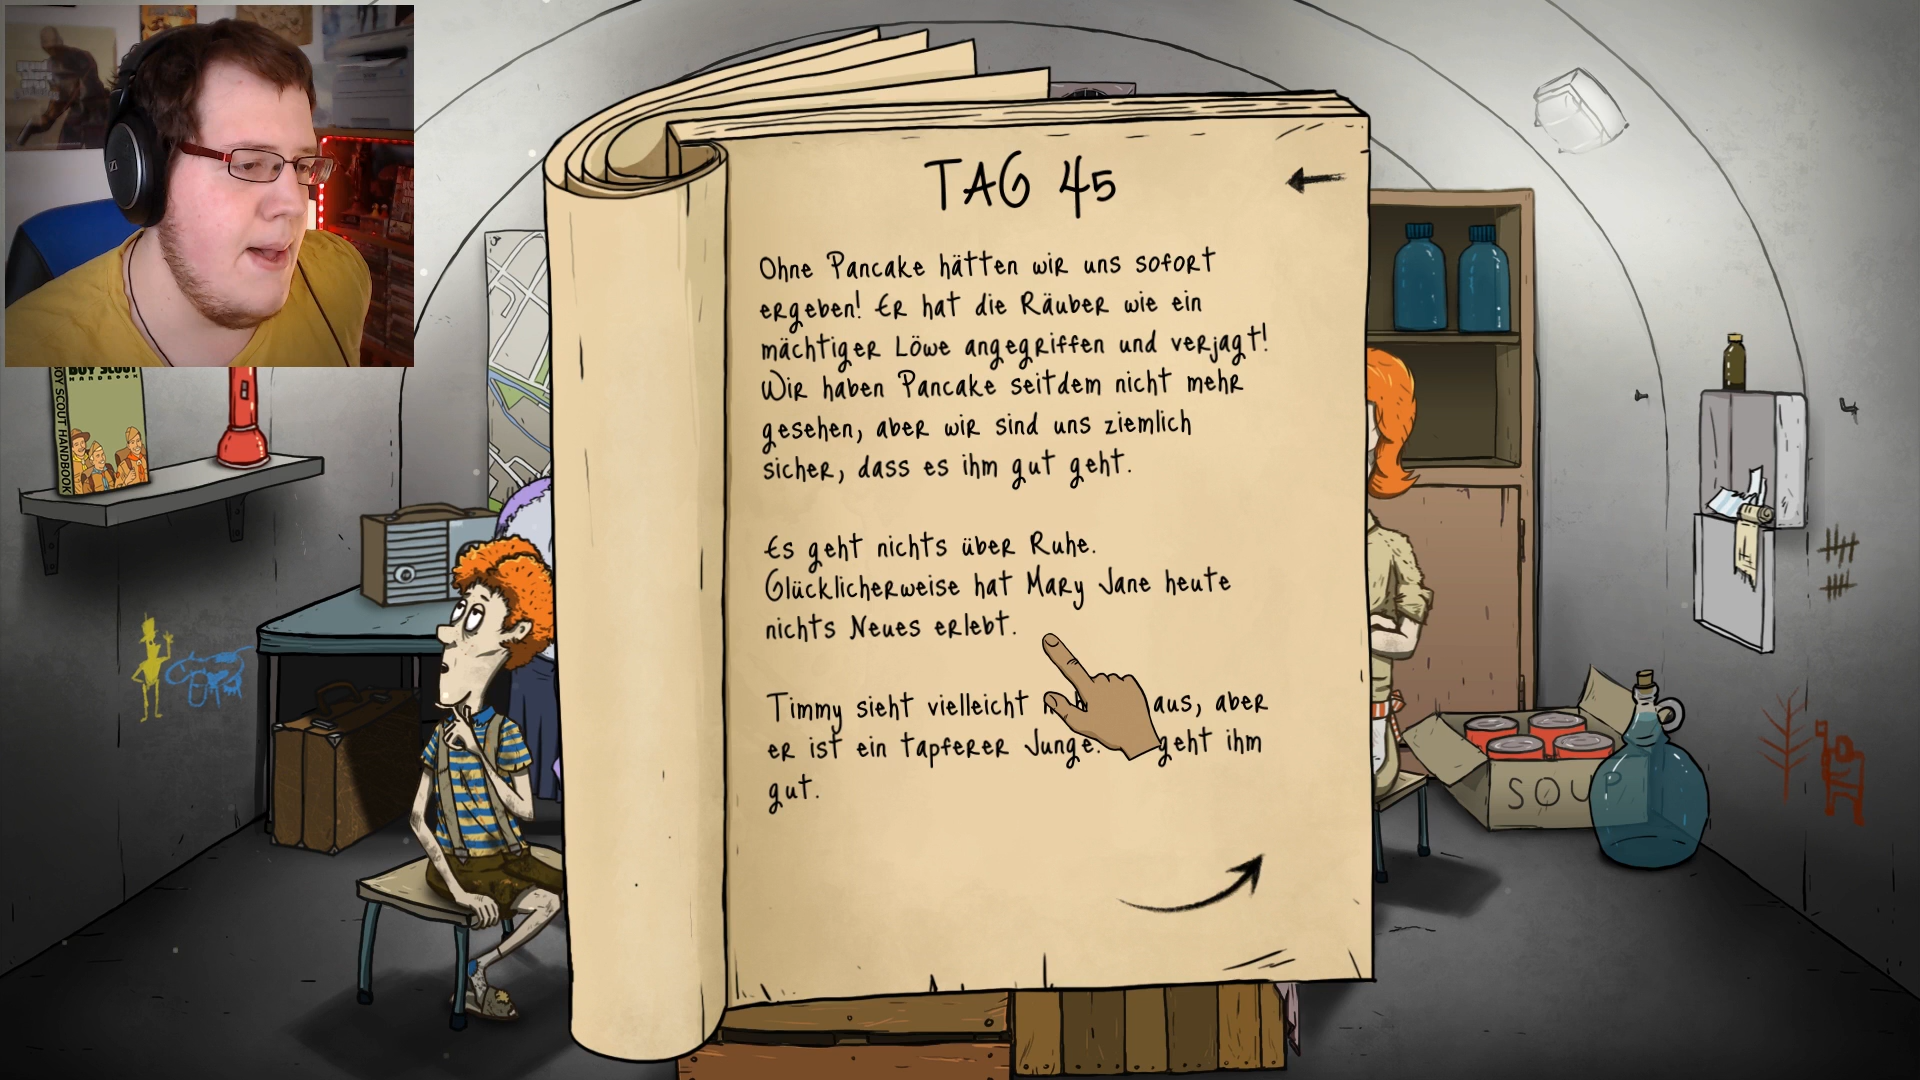 TAG 45
Ohne Pancake hätten wir uns sofort
ergeben! Er hat die Räuber wie ein
mächtiger Löwe angegriffen und verjagt!
Wir haben Pancake seitdem nicht mehr
gesehen, aber wir sind uns ziemlich
sicher, dass es ihm gut geht.
Es geht nichts über Ruhe.
Glücklicherweise hat Mary Jane heute
nichts Neues erlebt.
Timmy sieht vielleicht aus, aber
er ist ein tapferer Junge. geht ihm
gut.
BOY SCOUT
HANDBOOK
BOY SCOUT HANDBOOK
SOUP